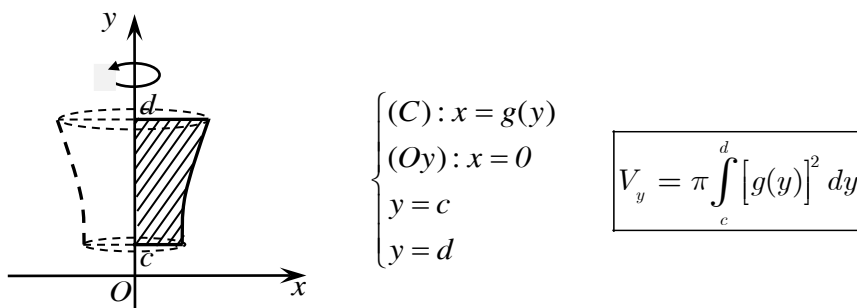 y
d
c
O
x
(C) : x = g(y)
(Oy) : x = 0
y = c
y = d
V_y = π∫_c^d [g(y)]² dy